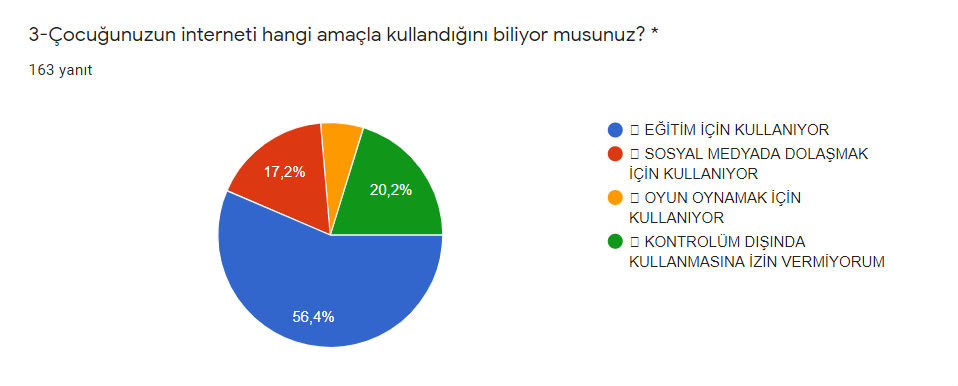 3-Çocuğunuzun interneti hangi amaçla kullandığını biliyor musunuz? *
163 yanıt
17,2%
20,2%
56,4%
EĞİTİM İÇİN KULLANIYOR
SOSYAL MEDYADA DOLAŞMAK
İÇİN KULLANIYOR
OYUN OYNAMAK İÇİN
KULLANIYOR
KONTROLÜM DIŞINDA
KULLANMASINA İZİN VERMİYORUM